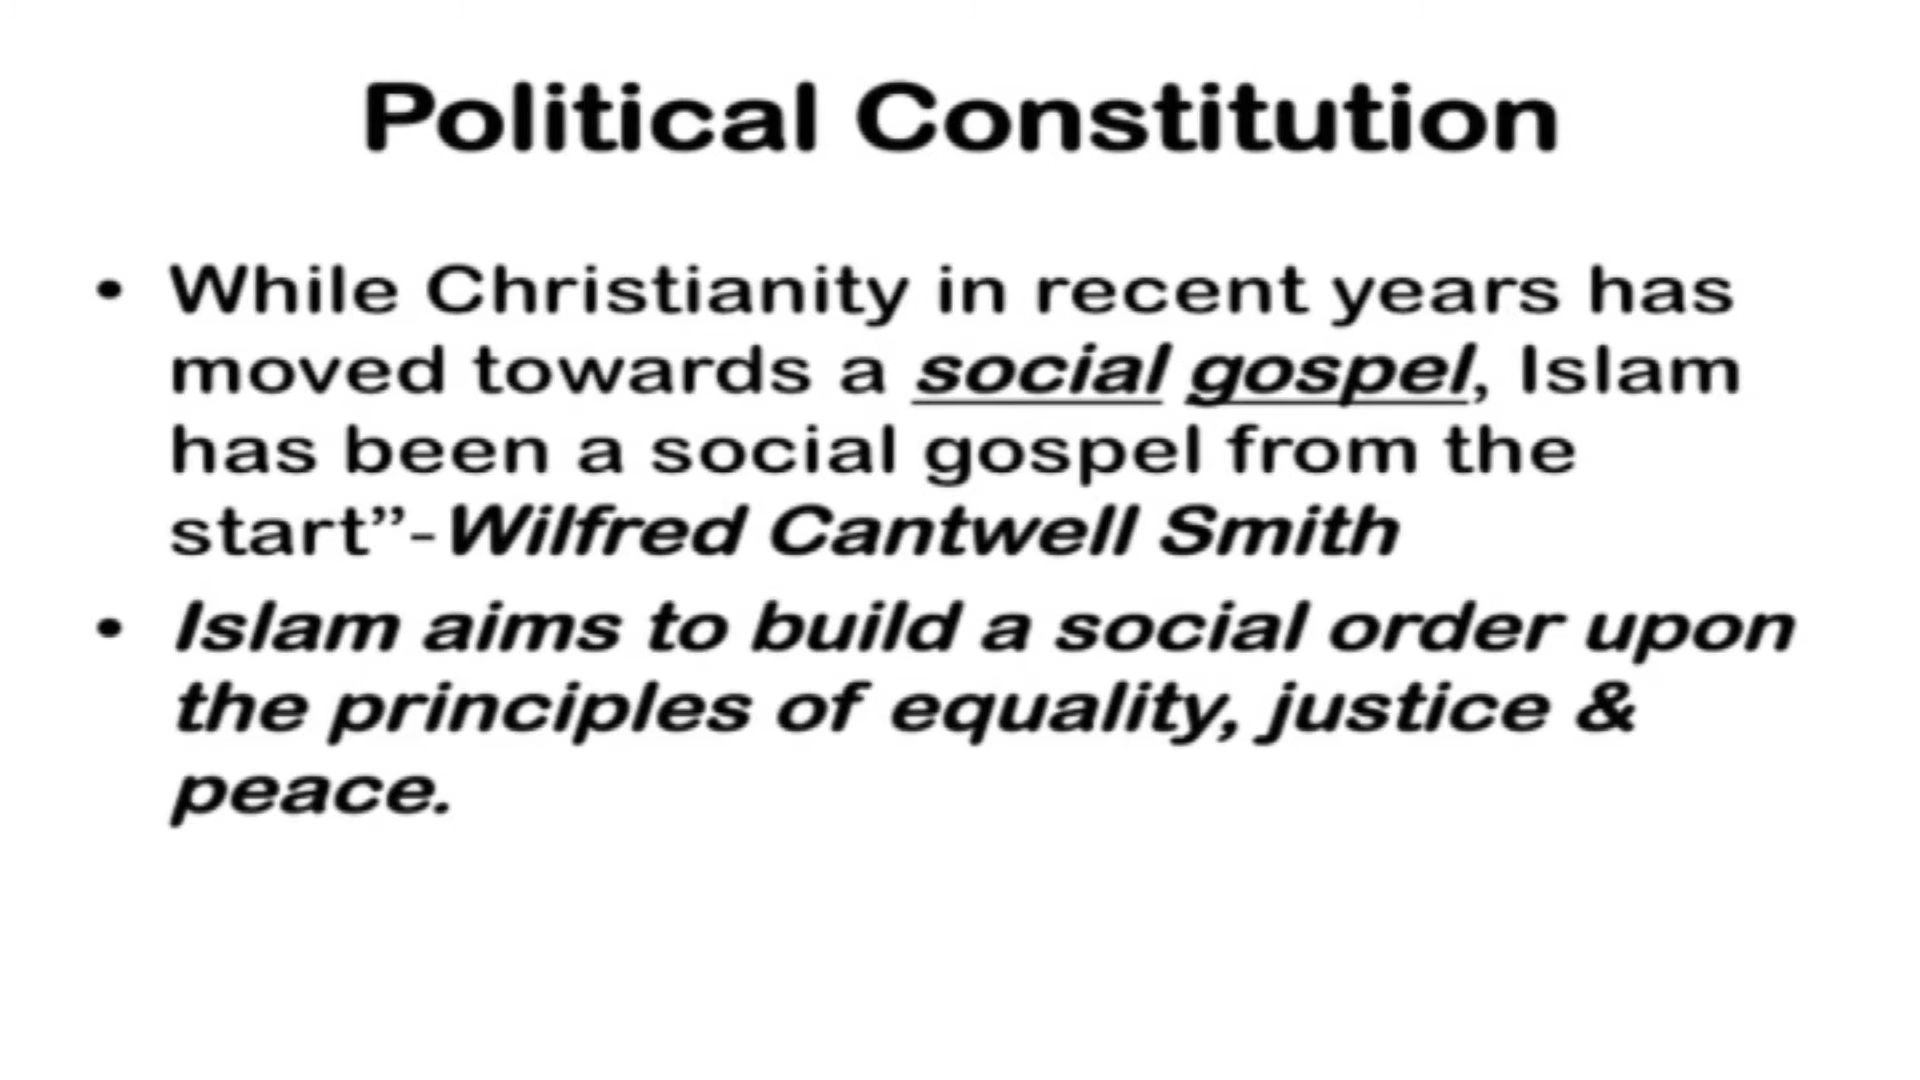 Political Constitution
• While Christianity in recent years has
moved towards a social gospel, Islam
has been a social gospel from the
start”-Wilfred Cantwell Smith
• Islam aims to build a social order upon
the principles of equality, justice &
peace.